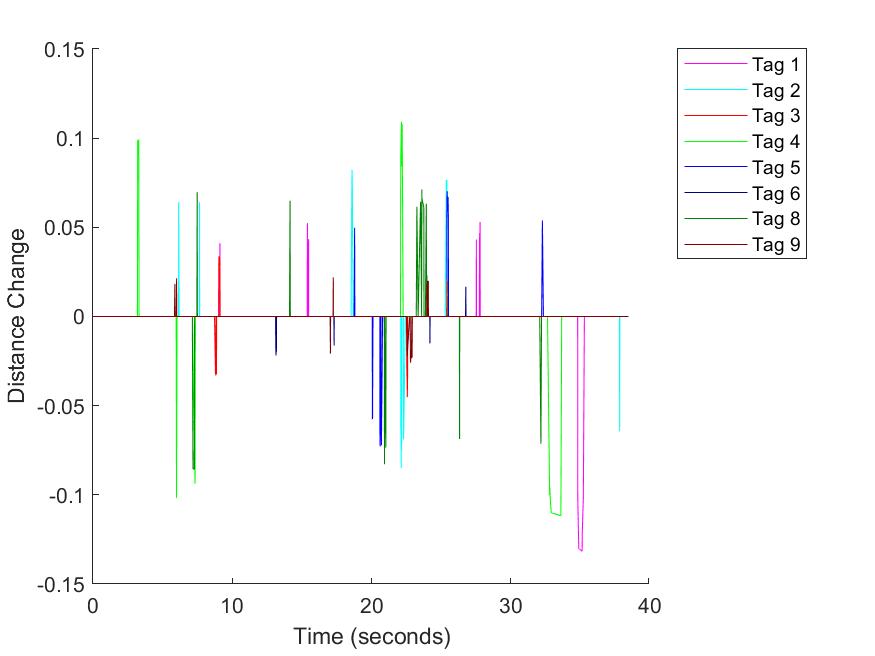 0.15
0.1
0.05
0
-0.05
-0.1
-0.15
Distance Change
0 10 20 30 40
Time (seconds)
Tag 1
Tag 2
Tag 3
Tag 4
Tag 5
Tag 6
Tag 8
Tag 9